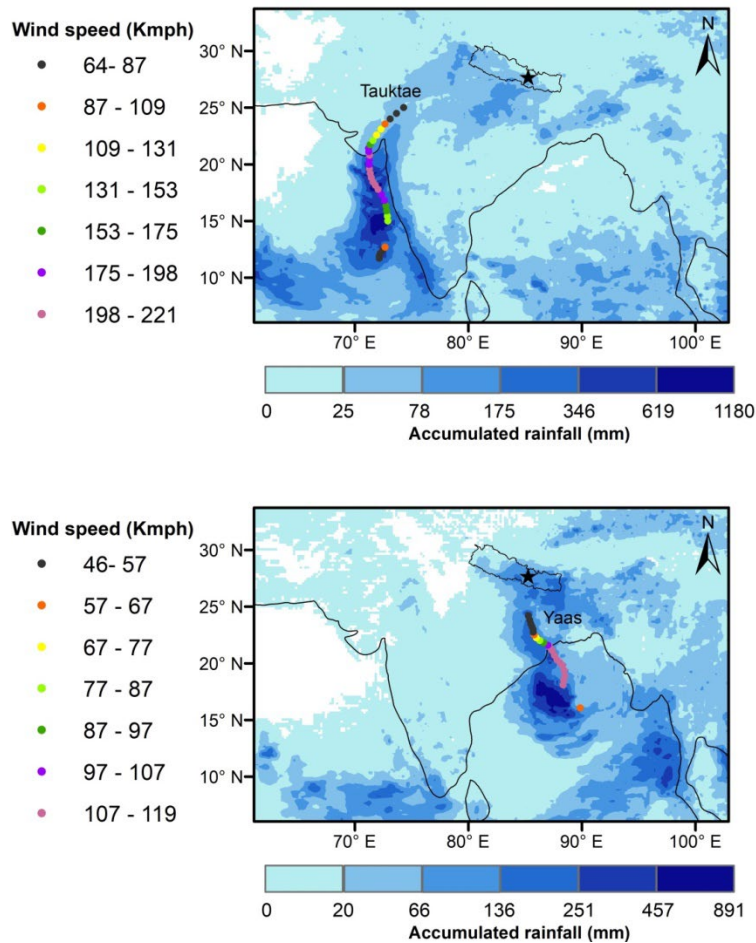 Wind speed (Kmph)
64- 87
87 - 109
109 - 131
131 - 153
153 - 175
175 - 198
198 - 221
30° N
25° N
20° N
15° N
10° N
N
Tauktae
70° E 80° E 90° E 100° E
0 25 78 175 346 619 1180
Accumulated rainfall (mm)
Wind speed (Kmph)
46- 57
57 - 67
67 - 77
77 - 87
87 - 97
97 - 107
107 - 119
30° N
25° N
20° N
15° N
10° N
N
Yaas
70° E 80° E 90° E 100° E
0 20 66 136 251 457 891
Accumulated rainfall (mm)